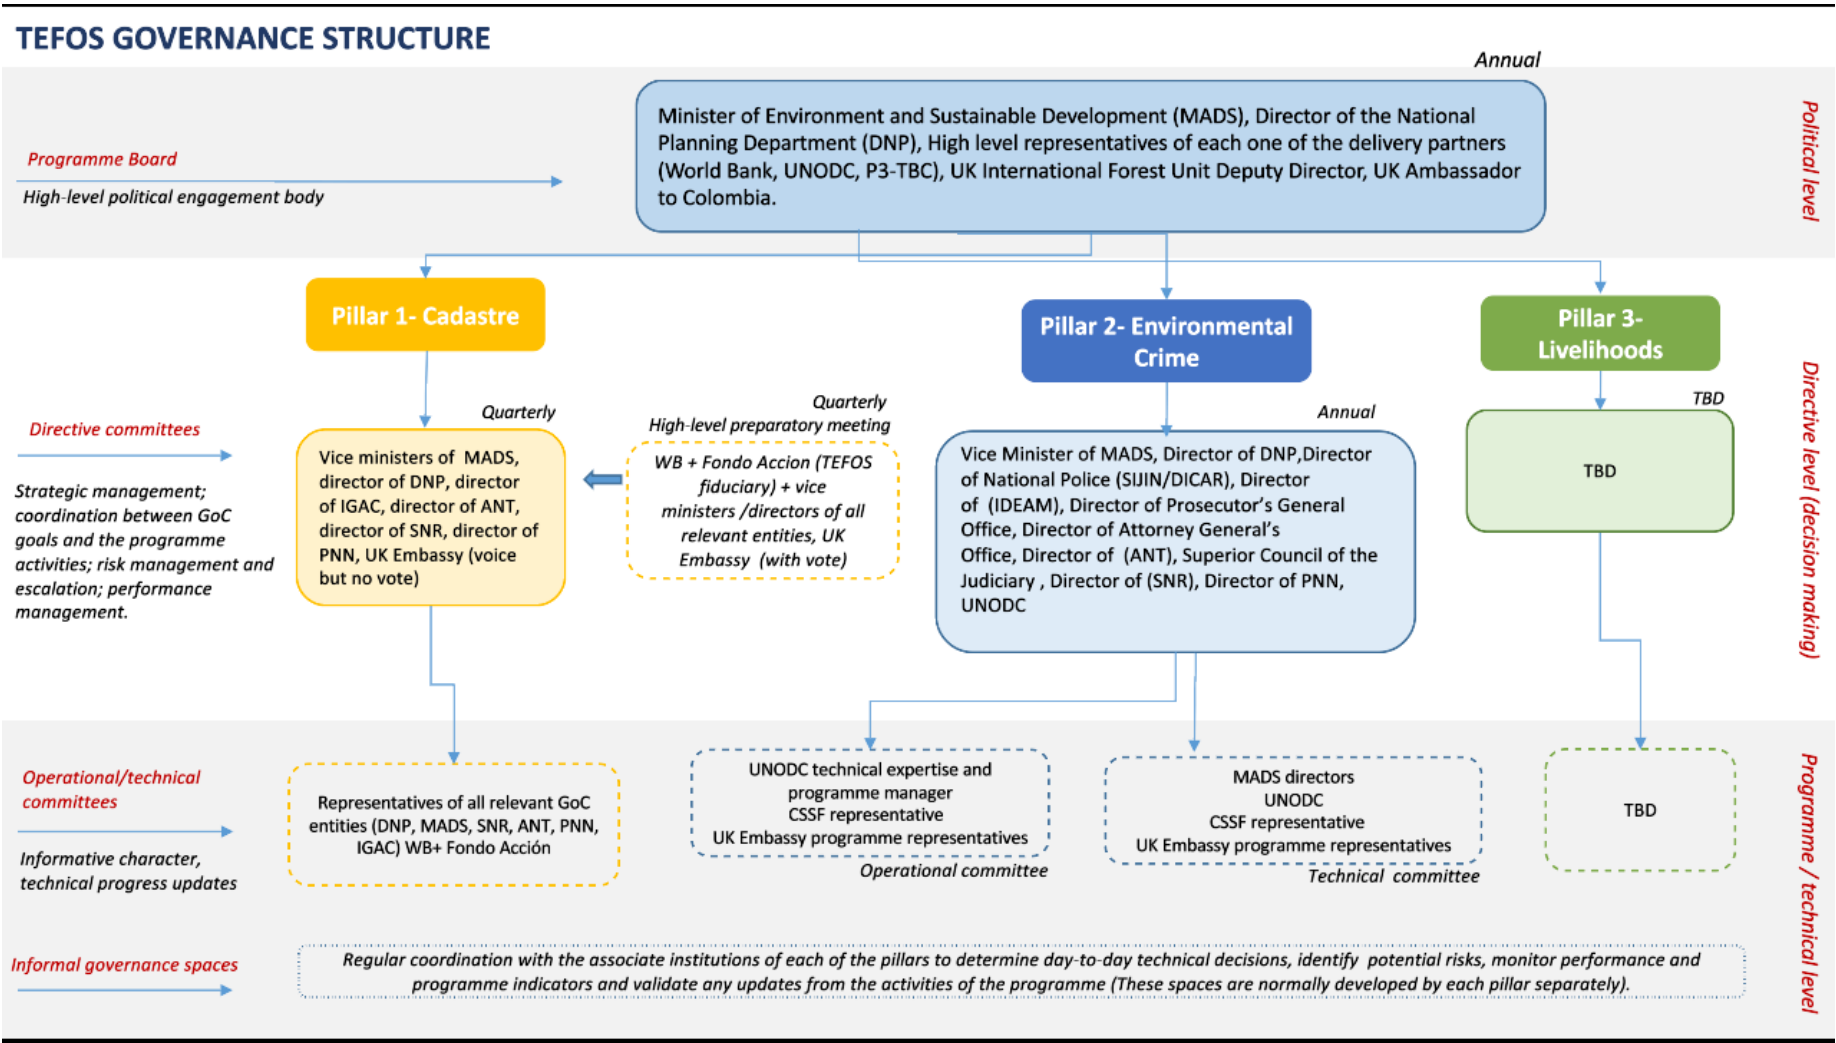 TEFOS GOVERNANCE STRUCTURE
Annual
Minister of Environment and Sustainable Development (MADS), Director of the National
Planning Department (DNP), High level representatives of each one of the delivery partners
(World Bank, UNODC, P3-TBC), UK International Forest Unit Deputy Director, UK Ambassador
to Colombia.
Programme Board
High-level political engagement body
Political level
Pillar 1- Cadastre
Pillar 2- Environmental
Crime
Pillar 3-
Livelihoods
Directive committees
Strategic management;
coordination between GoC
goals and the programme
activities; risk management and
escalation; performance
management.
Quarterly
Vice ministers of MADS,
director of DNP, director
of IGAC, director of ANT,
director of SNR, director of
PNN, UK Embassy (voice
but no vote)
Quarterly
High-level preparatory meeting
WB + Fondo Accion (TEFOS
fiduciary) + vice
ministers /directors of all
relevant entities, UK
Embassy (with vote)
Annual
Vice Minister of MADS, Director of DNP,Director
of National Police (SIJIN/DICAR), Director
of (IDEAM), Director of Prosecutor's General
Office, Director of Attorney General's
Office, Director of (ANT), Superior Council of the
Judiciary , Director of (SNR), Director of PNN,
UNODC
TBD
TBD
Directive level (decision making)
Operational/technical
committees
Informative character,
technical progress updates
Representatives of all relevant GoC
entities (DNP, MADS, SNR, ANT, PNN,
IGAC) WB+ Fondo Acción
UNODC technical expertise and
programme manager
CSSF representative
UK Embassy programme representatives
Operational committee
MADS directors
UNODC
CSSF representative
UK Embassy programme representatives
Technical committee
TBD
Programme / technical level
Informal governance spaces
Regular coordination with the associate institutions of each of the pillars to determine day-to-day technical decisions, identify potential risks, monitor performance and
programme indicators and validate any updates from the activities of the programme (These spaces are normally developed by each pillar separately).